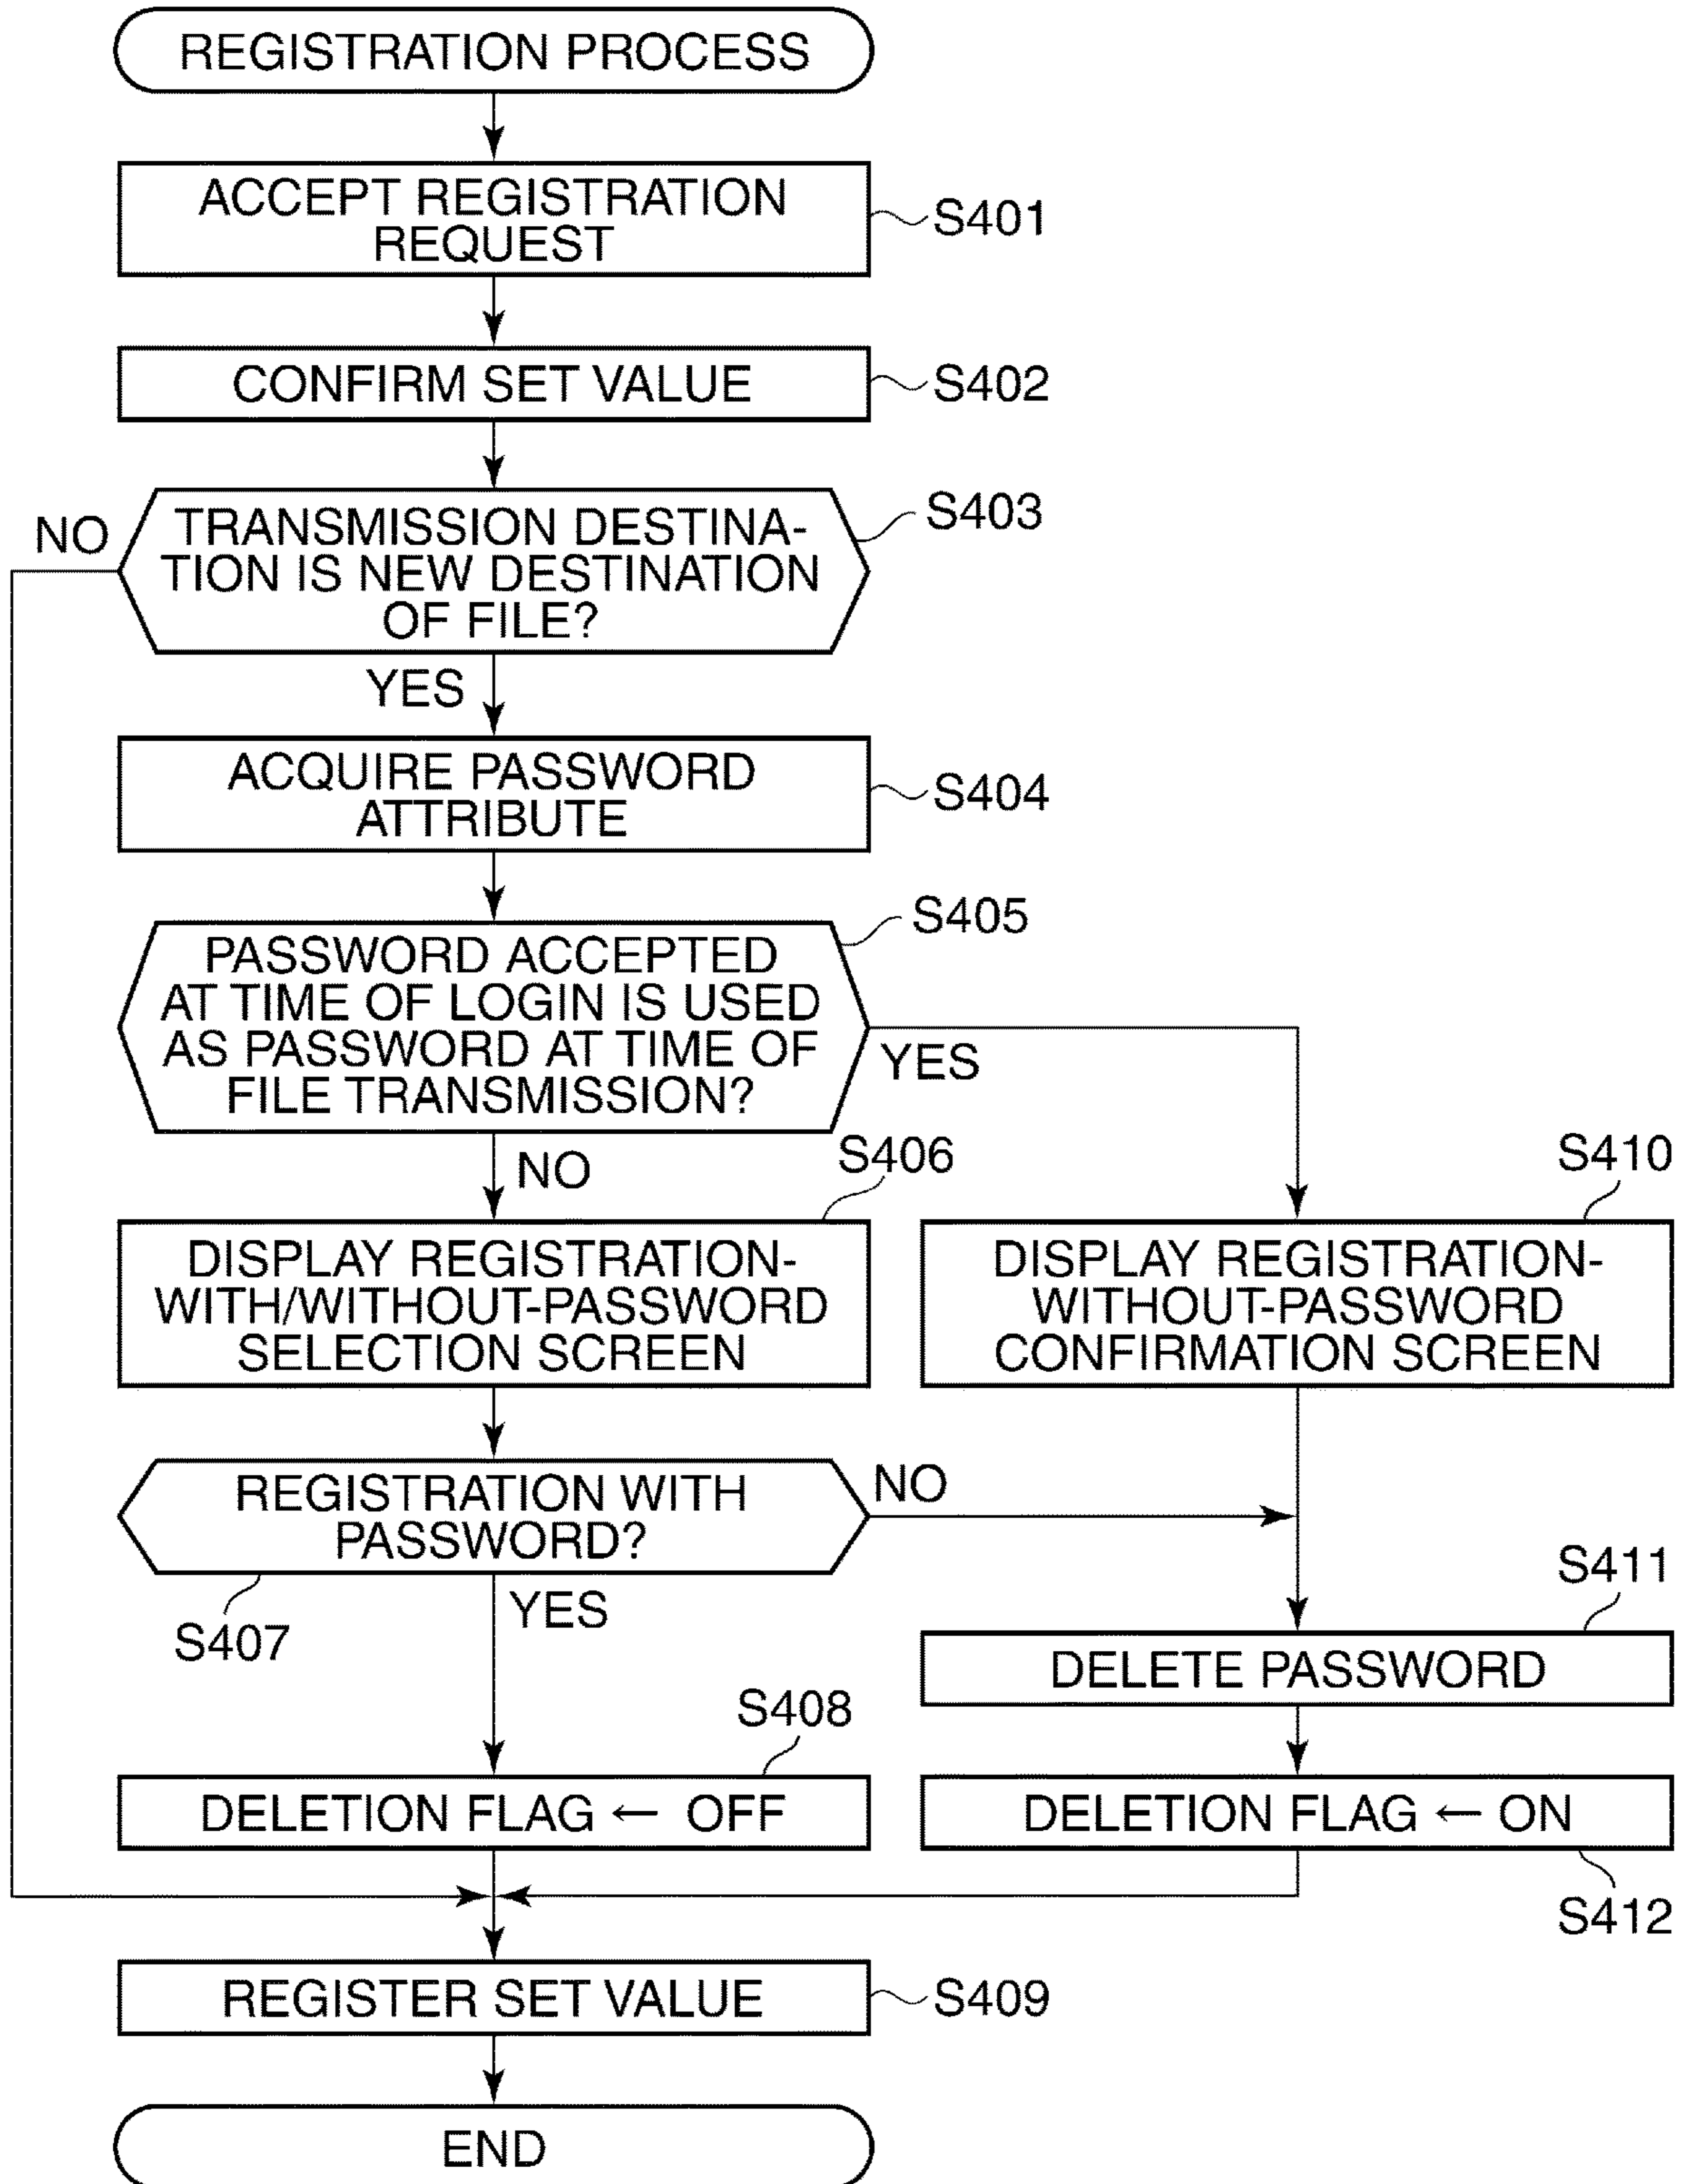 REGISTRATION PROCESS
ACCEPT REGISTRATION
REQUEST
S401
CONFIRM SET VALUE
S402
NO
TRANSMISSION DESTINA-
TION IS NEW DESTINATION
OF FILE?
S403
YES
ACQUIRE PASSWORD
ATTRIBUTE
S404
PASSWORD ACCEPTED
AT TIME OF LOGIN IS USED
AS PASSWORD AT TIME OF
FILE TRANSMISSION?
S405
YES
NO
S406
DISPLAY REGISTRATION-
WITH/WITHOUT-PASSWORD
SELECTION SCREEN
S410
DISPLAY REGISTRATION-
WITHOUT-PASSWORD
CONFIRMATION SCREEN
REGISTRATION WITH
PASSWORD?
NO
S407
YES
S411
DELETE PASSWORD
S408
DELETION FLAG ← OFF
DELETION FLAG ← ON
S412
REGISTER SET VALUE
S409
END